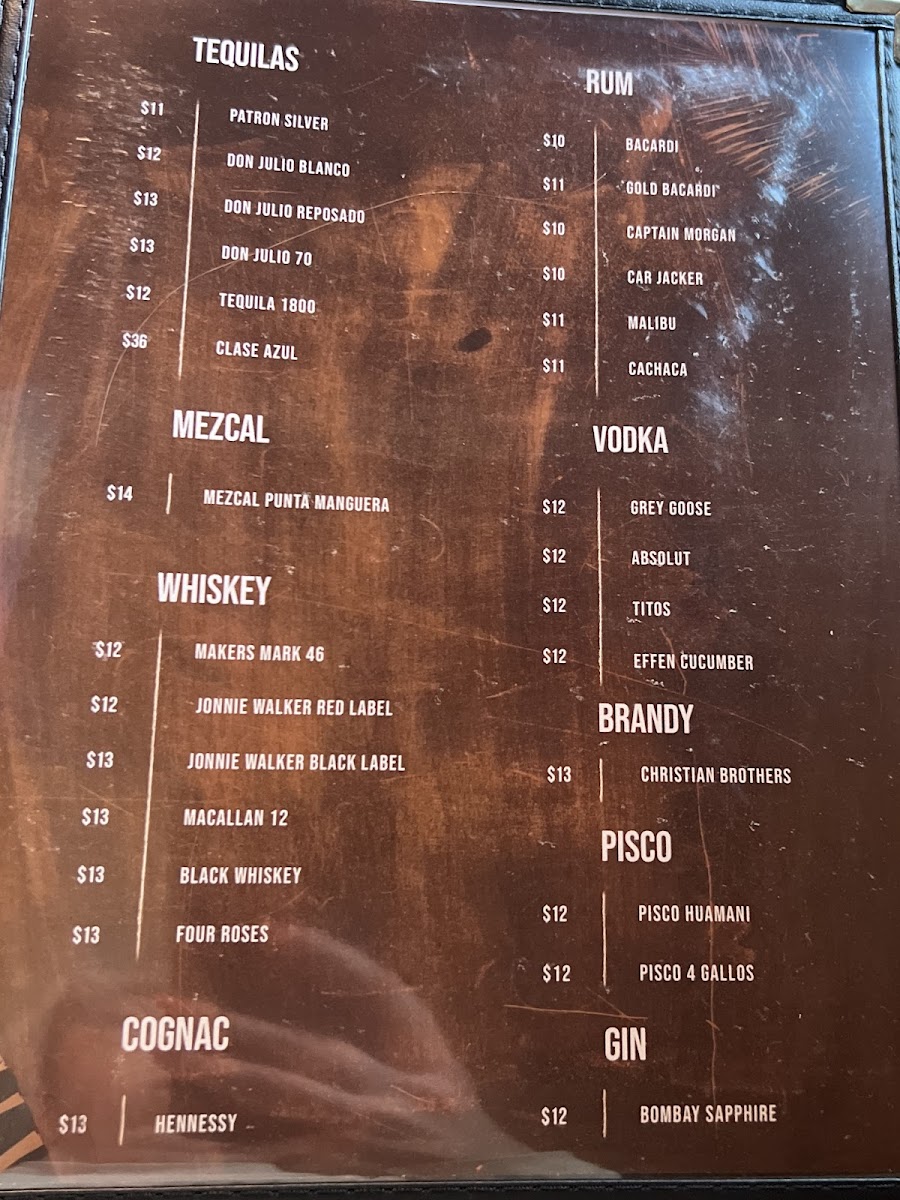 TEQUILAS
$11 PATRON SILVER
$12 DON JULIO BLANCO
$13 DON JULIO REPOSADO
$13 DON JULIO 70
$12 TEQUILA 1800
$36 CLASE AZUL
MEZCAL
$14 MEZCAL PUNTA MANGUERA
WHISKEY
$12 MAKERS MARK 46
$12 JONNIE WALKER RED LABEL
$13 JONNIE WALKER BLACK LABEL
$13 MACALLAN 12
$13 BLACK WHISKEY
$13 FOUR ROSES
COGNAC
$13 HENNESSY
RUM
$10 BACARDI
$11 GOLD BACARDI
$10 CAPTAIN MORGAN
$10 CAR JACKER
$11 MALIBU
$11 CACHACA
VODKA
$12 GREY GOOSE
$12 ABSOLUT
$12 TITOS
$12 EFFEN CUCUMBER
BRANDY
$13 CHRISTIAN BROTHERS
PISCO
$12 PISCO HUAMANI
$12 PISCO 4 GALLOS
GIN
$12 BOMBAY SAPPHIRE